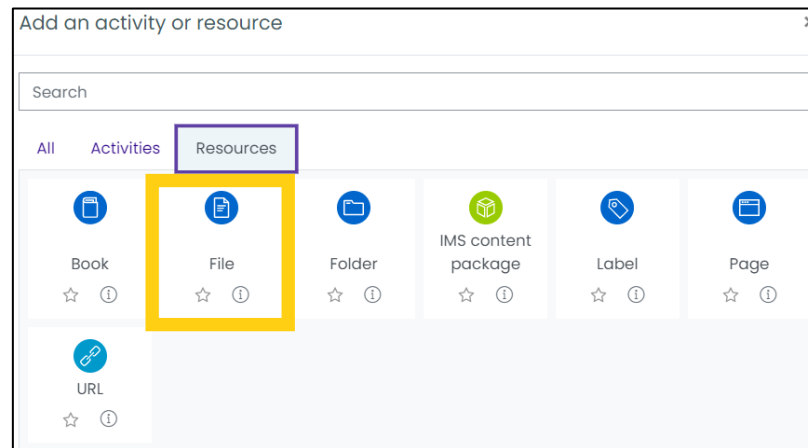 Add an activity or resource
Search
All Activities Resources
Book
File
Folder
IMS content
package
Label
Page
URL